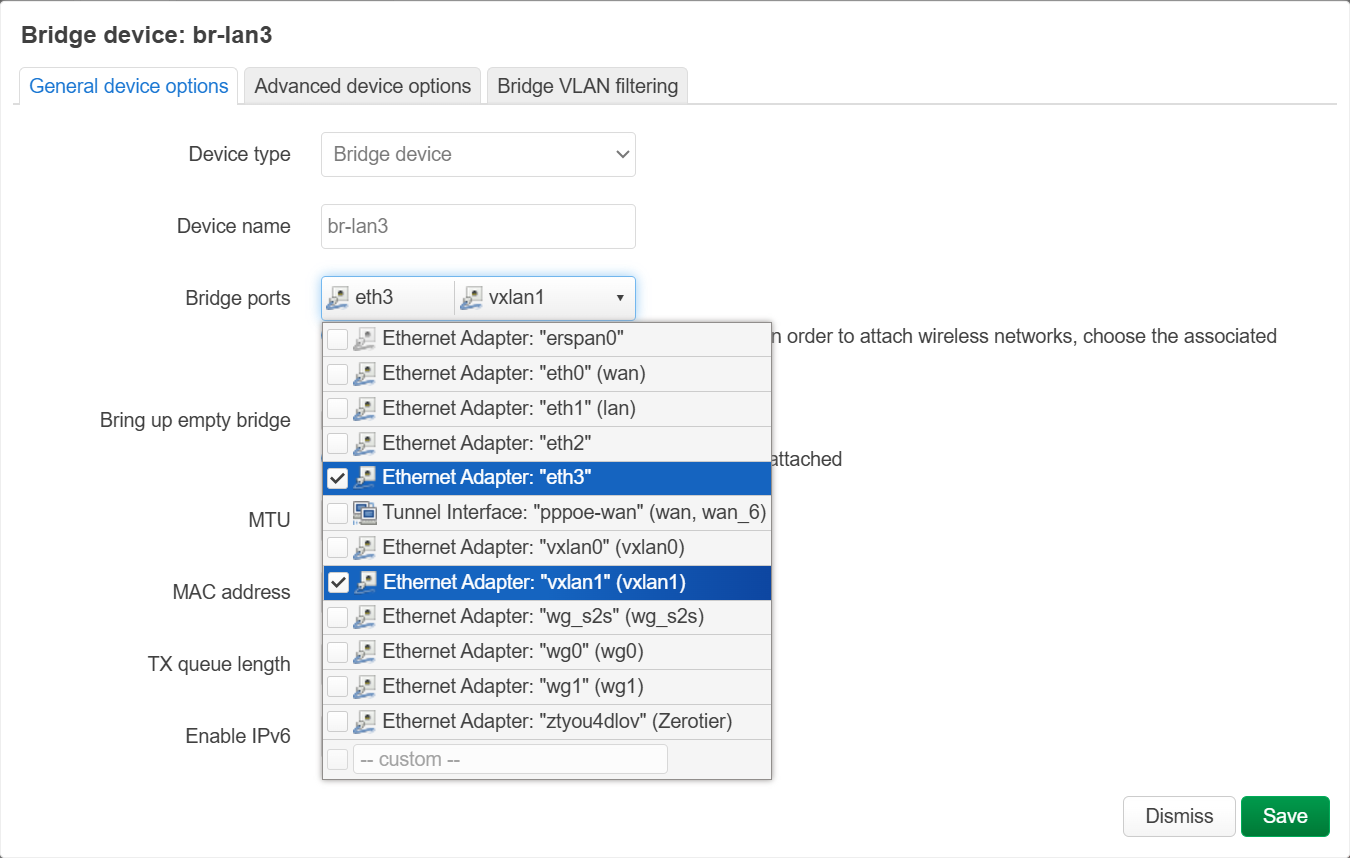 Bridge device: br-lan3
General device options Advanced device options Bridge VLAN filtering
Device type Bridge device
Device name br-lan3
Bridge ports eth3 vxlan1
Ethernet Adapter: "erspan0"
n order to attach wireless networks, choose the associated
Ethernet Adapter: "eth0" (wan)
Ethernet Adapter: "eth1" (lan)
Bring up empty bridge
Ethernet Adapter: "eth2"
attached
Ethernet Adapter: "eth3"
MTU
Tunnel Interface: "pppoe-wan" (wan, wan_6)
Ethernet Adapter: "vxlan0" (vxlan0)
MAC address
Ethernet Adapter: "vxlan1" (vxlan1)
Ethernet Adapter: "wg_s2s" (wg_s2s)
TX queue length
Ethernet Adapter: "wg0" (wg0)
Ethernet Adapter: "wg1" (wg1)
Enable IPv6
Ethernet Adapter: "ztyou4dlov" (Zerotier)
-- custom --
Dismiss Save